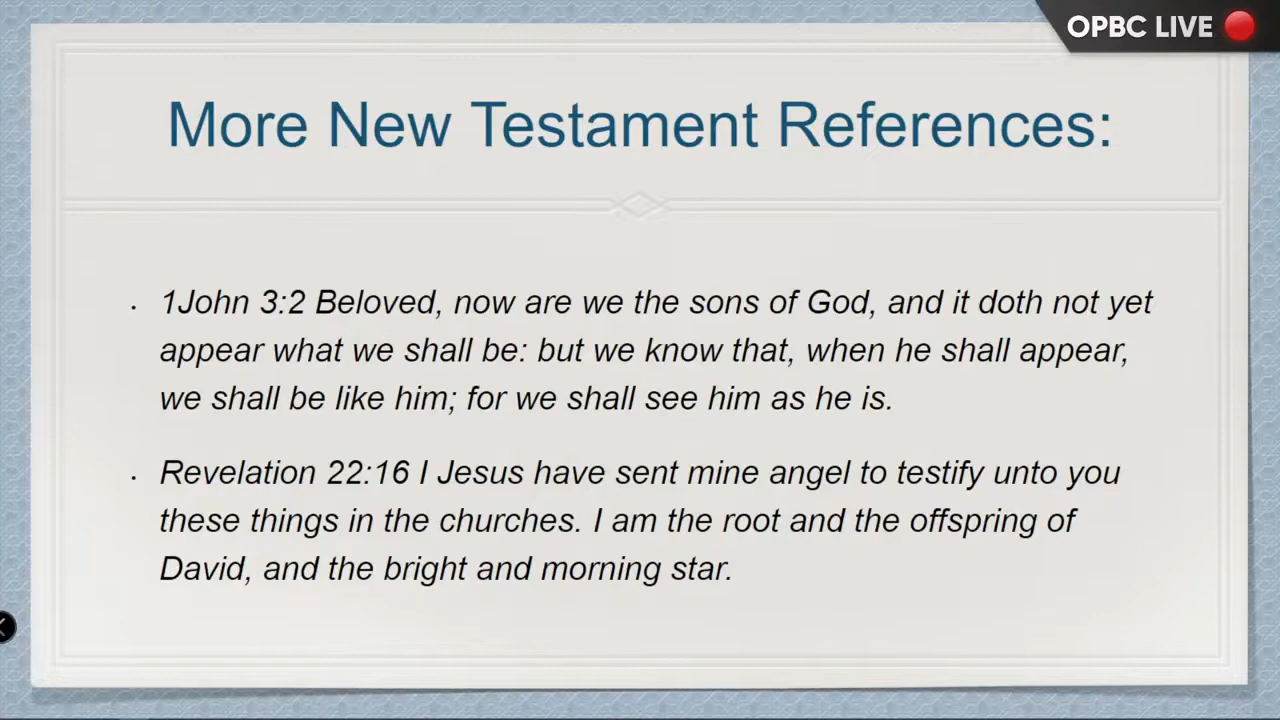 OPBC LIVE
More New Testament References:
· 1John 3:2 Beloved, now are we the sons of God, and it doth not yet
appear what we shall be: but we know that, when he shall appear,
we shall be like him; for we shall see him as he is.
· Revelation 22:16 I Jesus have sent mine angel to testify unto you
these things in the churches. I am the root and the offspring of
David, and the bright and morning star.